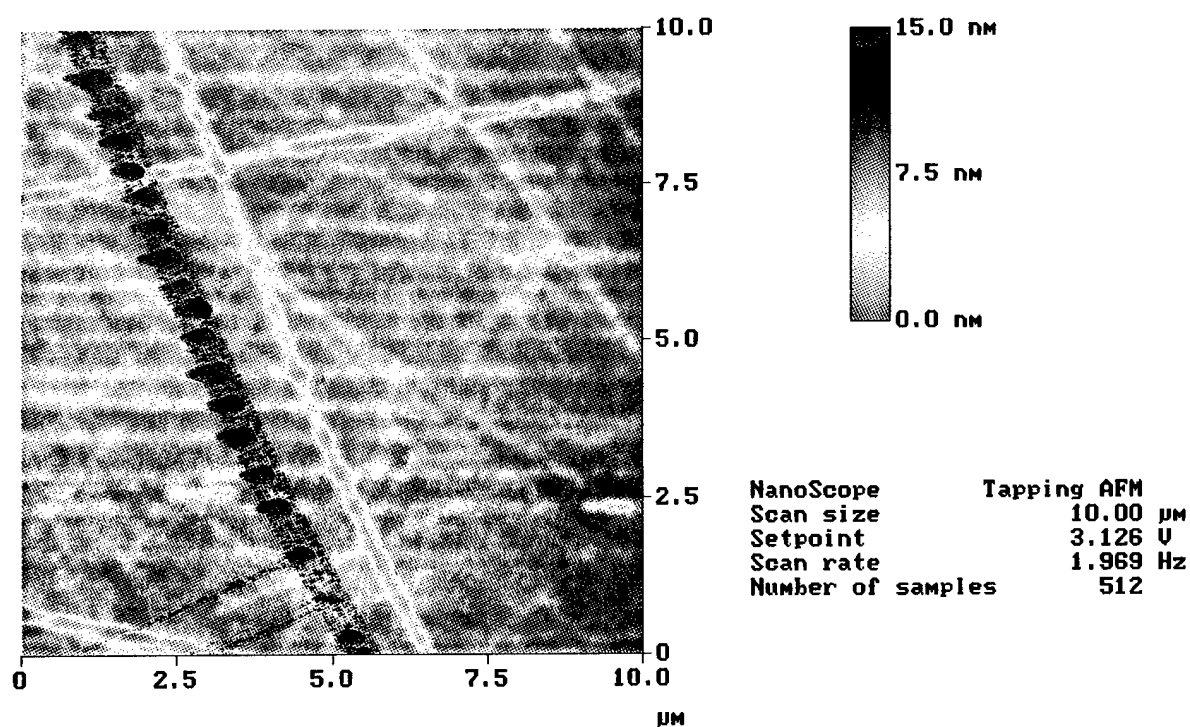 10.0
7.5
5.0
2.5
0
0 2.5 5.0 7.5 10.0
µM
15.0 nM
7.5 nM
0.0 nM
NanoScope Tapping AFM
Scan size 10.00 µM
Setpoint 3.126 V
Scan rate 1.969 Hz
Number of samples 512